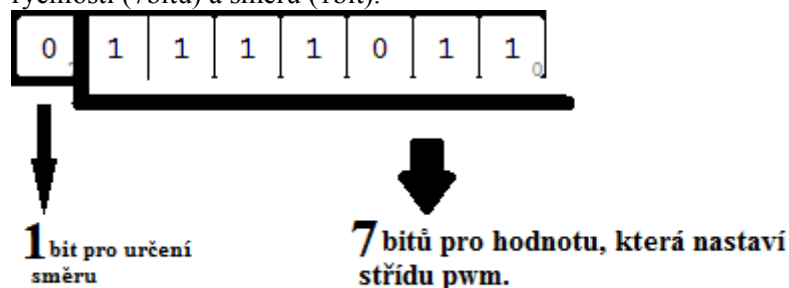 rychlosti (7bitů) a směru (1bit).
0 1 1 1 1 0 1 1
0
1 bit pro určení
směru
7 bitů pro hodnotu, která nastaví
střídu pwm.